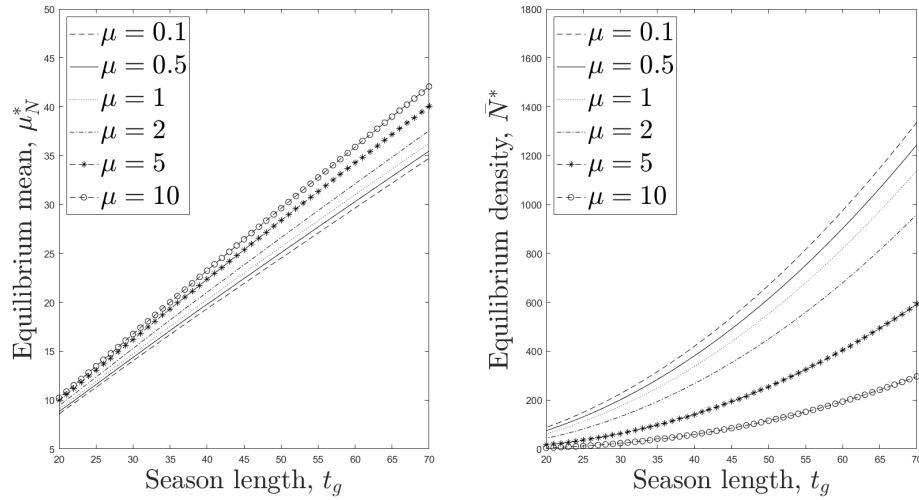 50
45
40
35
30
25
20
15
10
5
Equilibrium mean, μ*_N
μ = 0.1
μ = 0.5
μ = 1
μ = 2
μ = 5
μ = 10
20 25 30 35 40 45 50 55 60 65 70
Season length, t_g
1800
1600
1400
1200
1000
800
600
400
200
0
Equilibrium density, N̄*
μ = 0.1
μ = 0.5
μ = 1
μ = 2
μ = 5
μ = 10
20 25 30 35 40 45 50 55 60 65 70
Season length, t_g